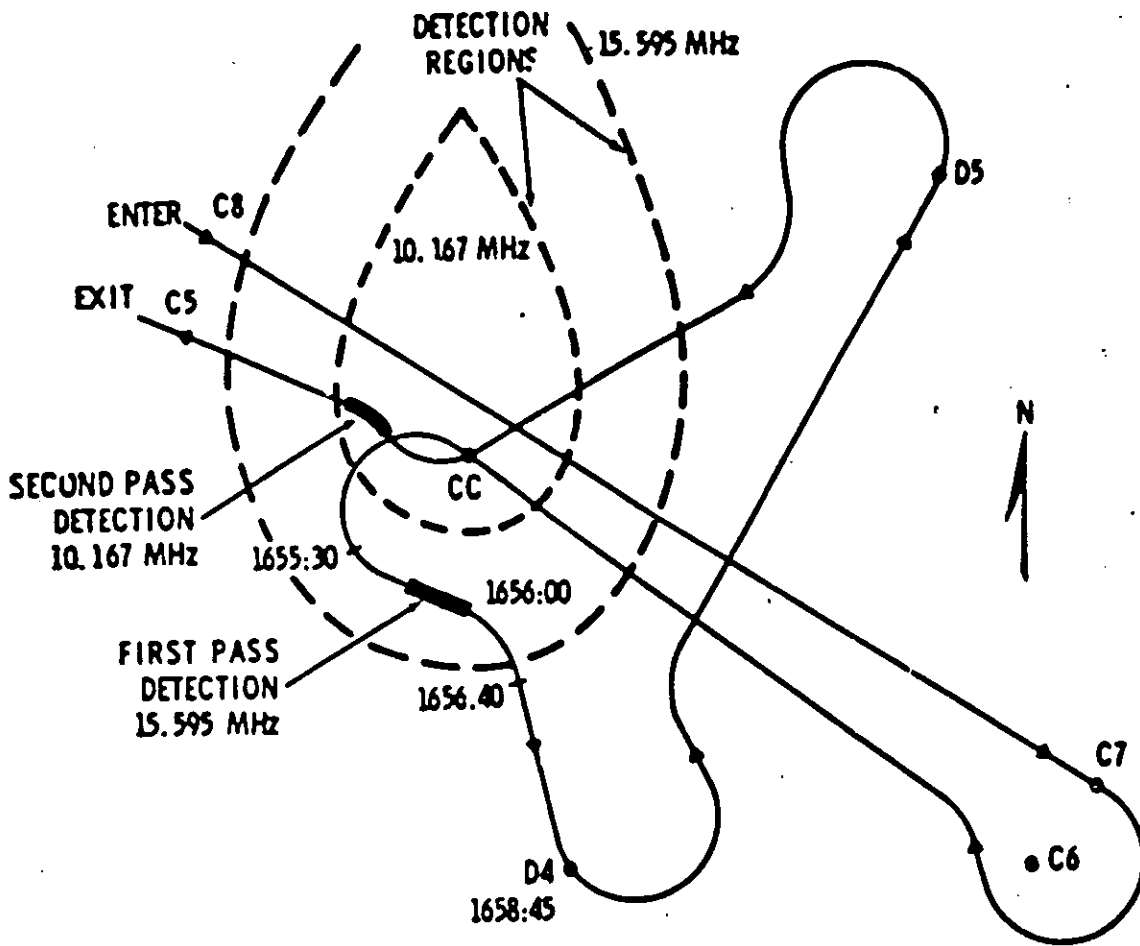 DETECTION
REGIONS
15.595 MHz
D5
ENTER
C8
10.167 MHz
EXIT
C5
N
SECOND PASS
DETECTION
10.167 MHz
CC
1655:30
1656:00
FIRST PASS
DETECTION
15.595 MHz
1656.40
C7
C6
D4
1658:45